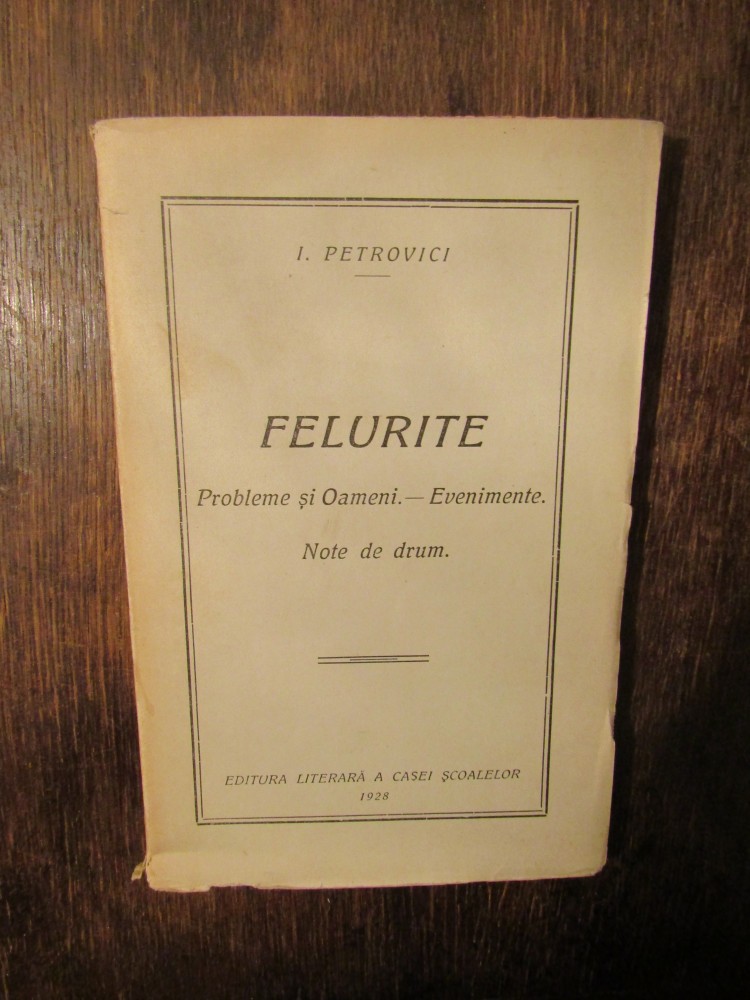 I. PETROVICI
FELURITE
Probleme și Oameni.— Evenimente.
Note de drum.
EDITURA LITERARĂ A CASEI ȘCOALELOR
1928